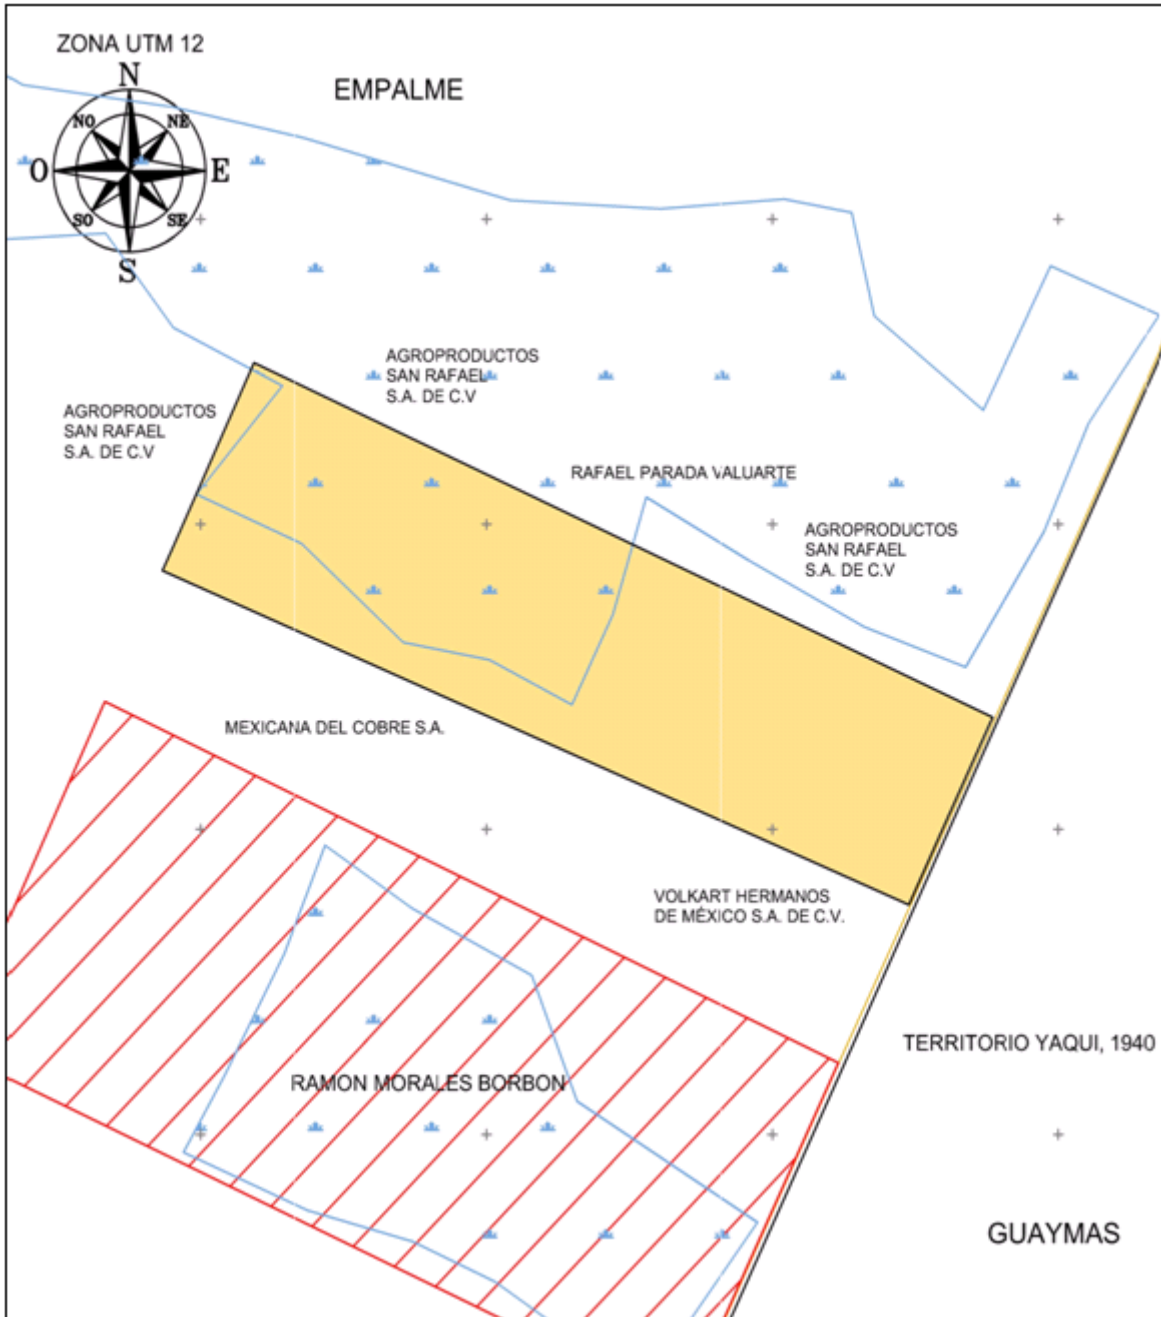 ZONA UTM 12
N
NO
NE
O
E
SO
SE
S
EMPALME
AGROPRODUCTOS
SAN RAFAEL
S.A. DE C.V
AGROPRODUCTOS
SAN RAFAEL
S.A. DE C.V
RAFAEL PARADA VALUARTE
AGROPRODUCTOS
SAN RAFAEL
S.A. DE C.V
MEXICANA DEL COBRE S.A.
VOLKART HERMANOS
DE MÉXICO S.A. DE C.V.
TERRITORIO YAQUI, 1940
RAMON MORALES BORBON
GUAYMAS